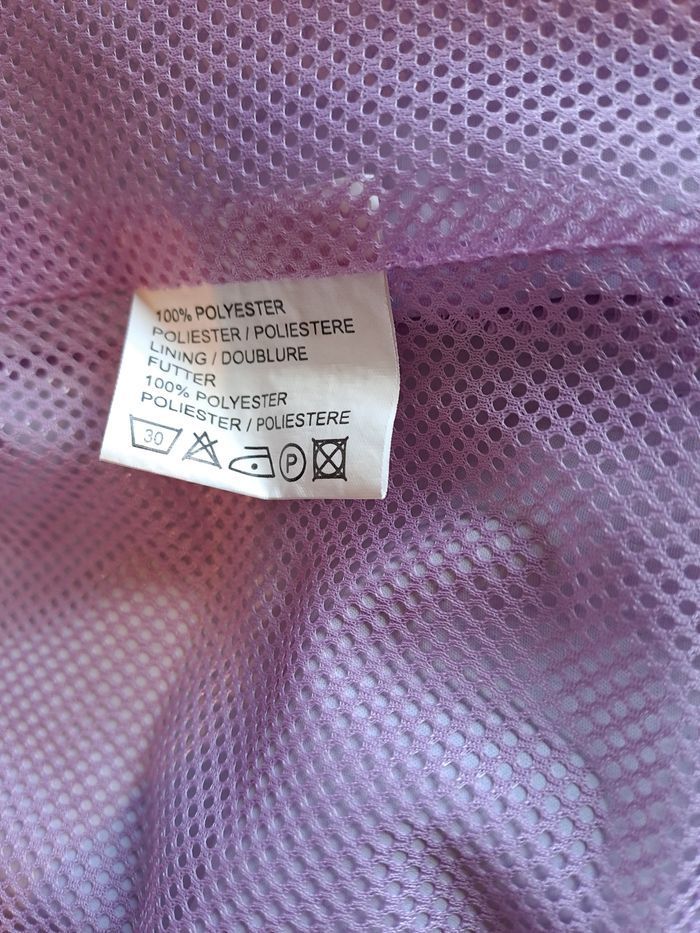 100% POLYESTER
POLIESTER / POLIESTERE
LINING / DOUBLURE
FUTTER
100% POLYESTER
POLIESTER / POLIESTERE
30 P